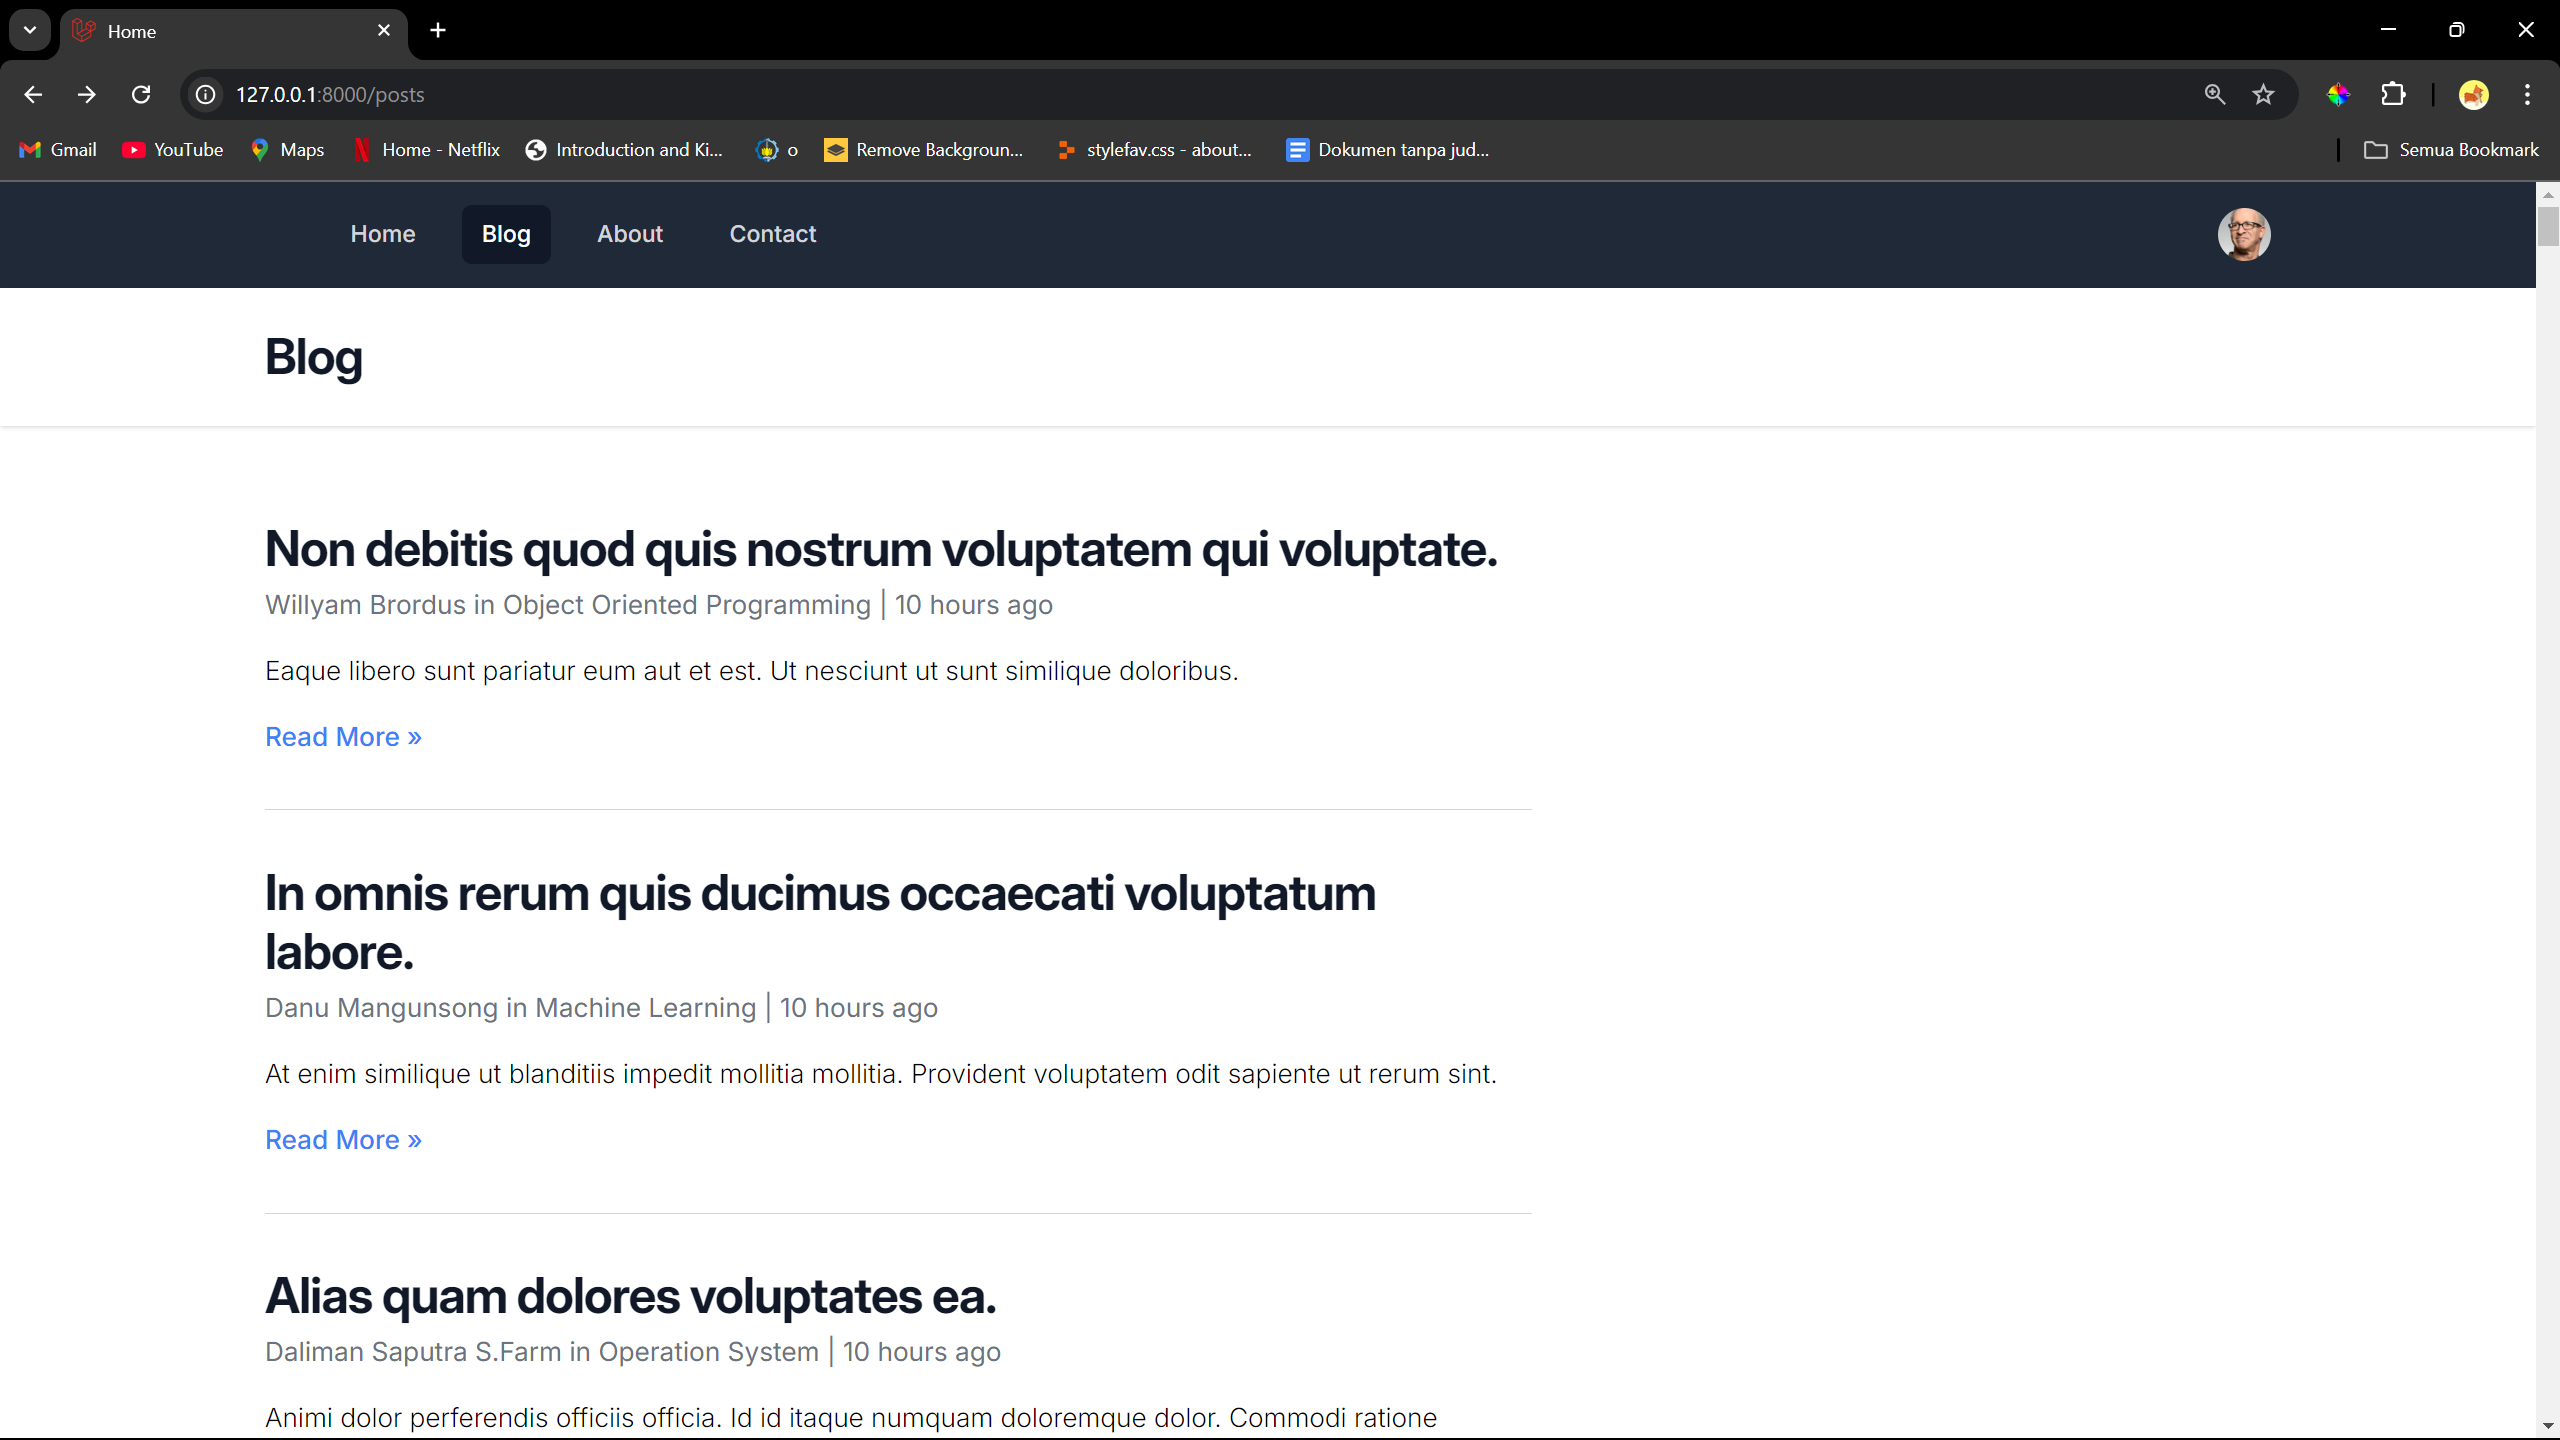 Home
127.0.0.1:8000/posts
Gmail YouTube Maps Home - Netflix Introduction and Ki... o Remove Backgroun... stylefav.css - about... Dokumen tanpa jud... Semua Bookmark
Home Blog About Contact
Blog
Non debitis quod quis nostrum voluptatem qui voluptate.
Willyam Brordus in Object Oriented Programming | 10 hours ago
Eaque libero sunt pariatur eum aut et est. Ut nesciunt ut sunt similique doloribus.
Read More »
In omnis rerum quis ducimus occaecati voluptatum
labore.
Danu Mangunsong in Machine Learning | 10 hours ago
At enim similique ut blanditiis impedit mollitia mollitia. Provident voluptatem odit sapiente ut rerum sint.
Read More »
Alias quam dolores voluptates ea.
Daliman Saputra S.Farm in Operation System | 10 hours ago
Animi dolor perferendis officiis officia. Id id itaque numquam doloremque dolor. Commodi ratione